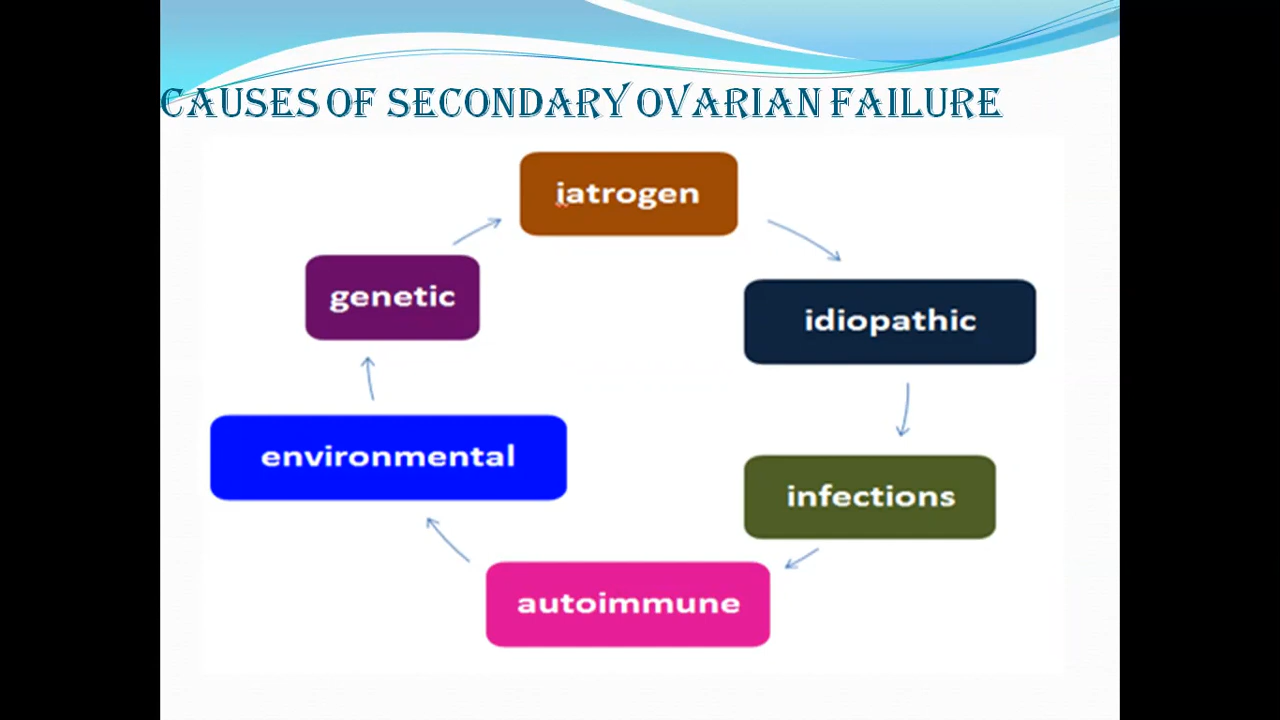 CAUSES OF SECONDARY OVARIAN FAILURE
iatrogen
idiopathic
infections
autoimmune
environmental
genetic